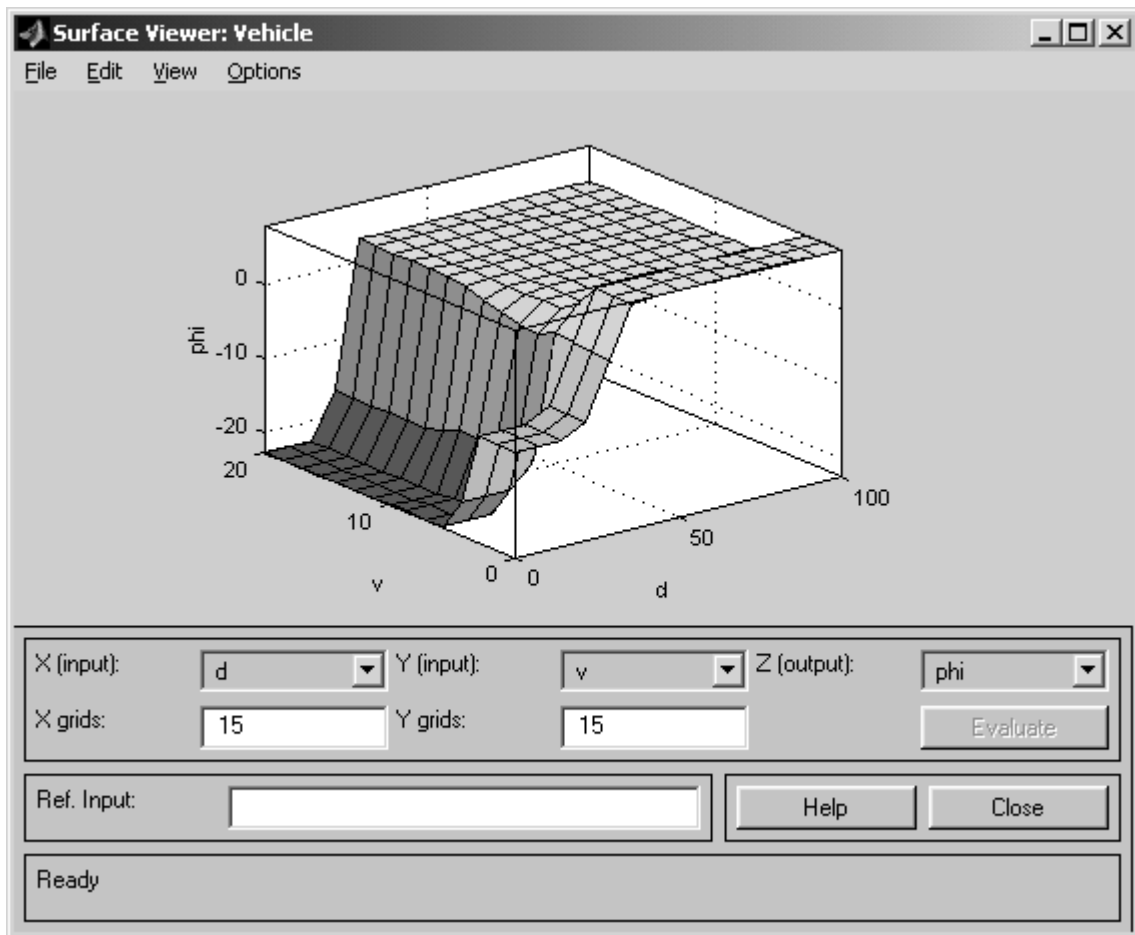 Surface Viewer: Vehicle
File Edit View Options
0
-10
-20
phi
20
10
0
v
0
50
100
d
X (input): d Y (input): v Z (output): phi
X grids: 15 Y grids: 15 Evaluate
Ref. Input: Help Close
Ready